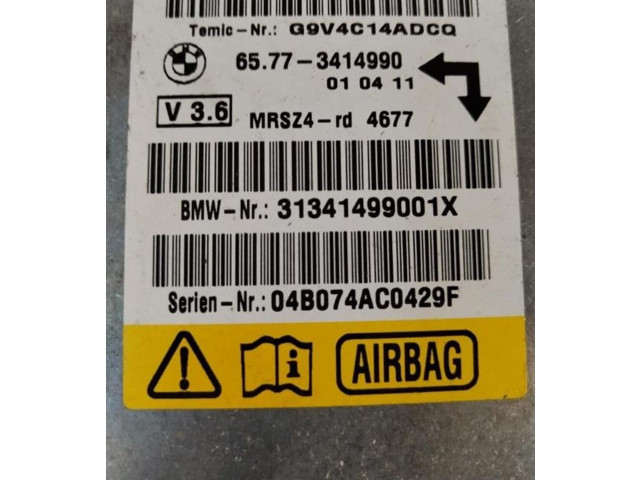 Temic-Nr.: G9V4C14ADCQ
BMW 65.77-3414990
01 04 11
V 3.6 MRSZ4-rd 4677
BMW-Nr.: 31341499001X
Serien-Nr.: 04B074AC0429F
i AIRBAG